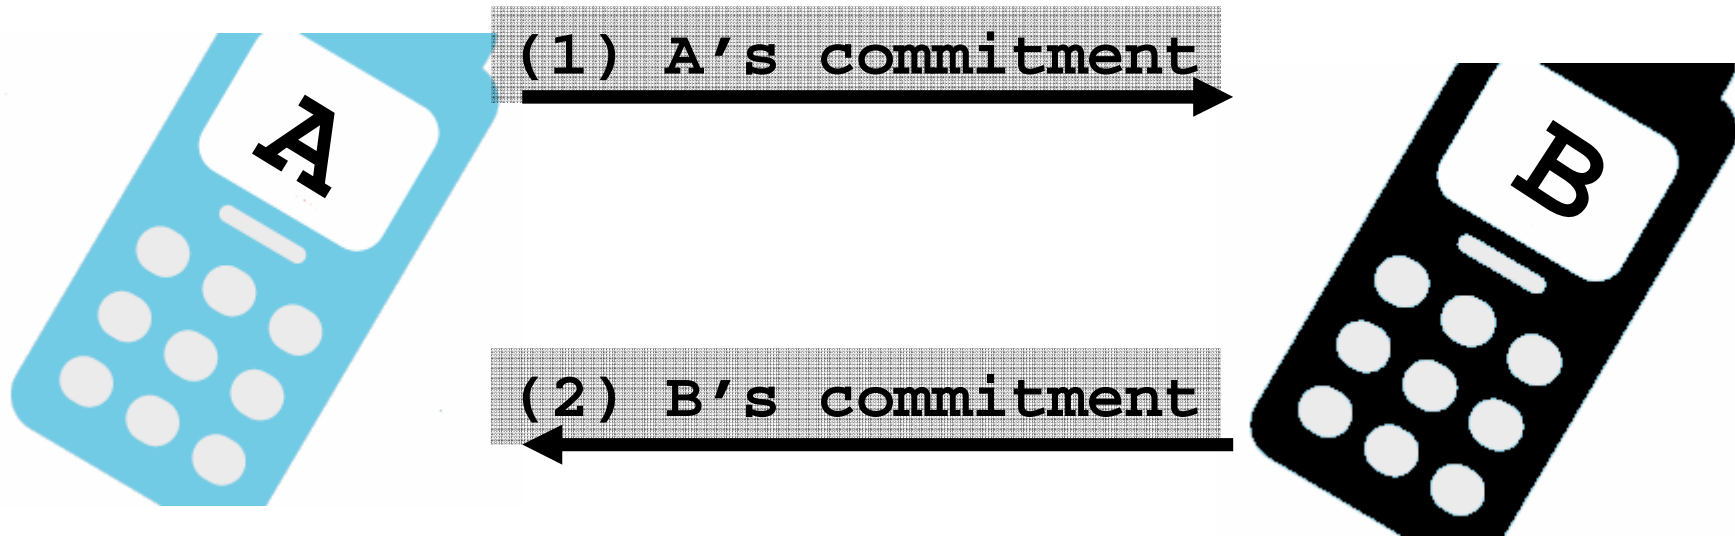 (1) A’s commitment
A
B
(2) B’s commitment